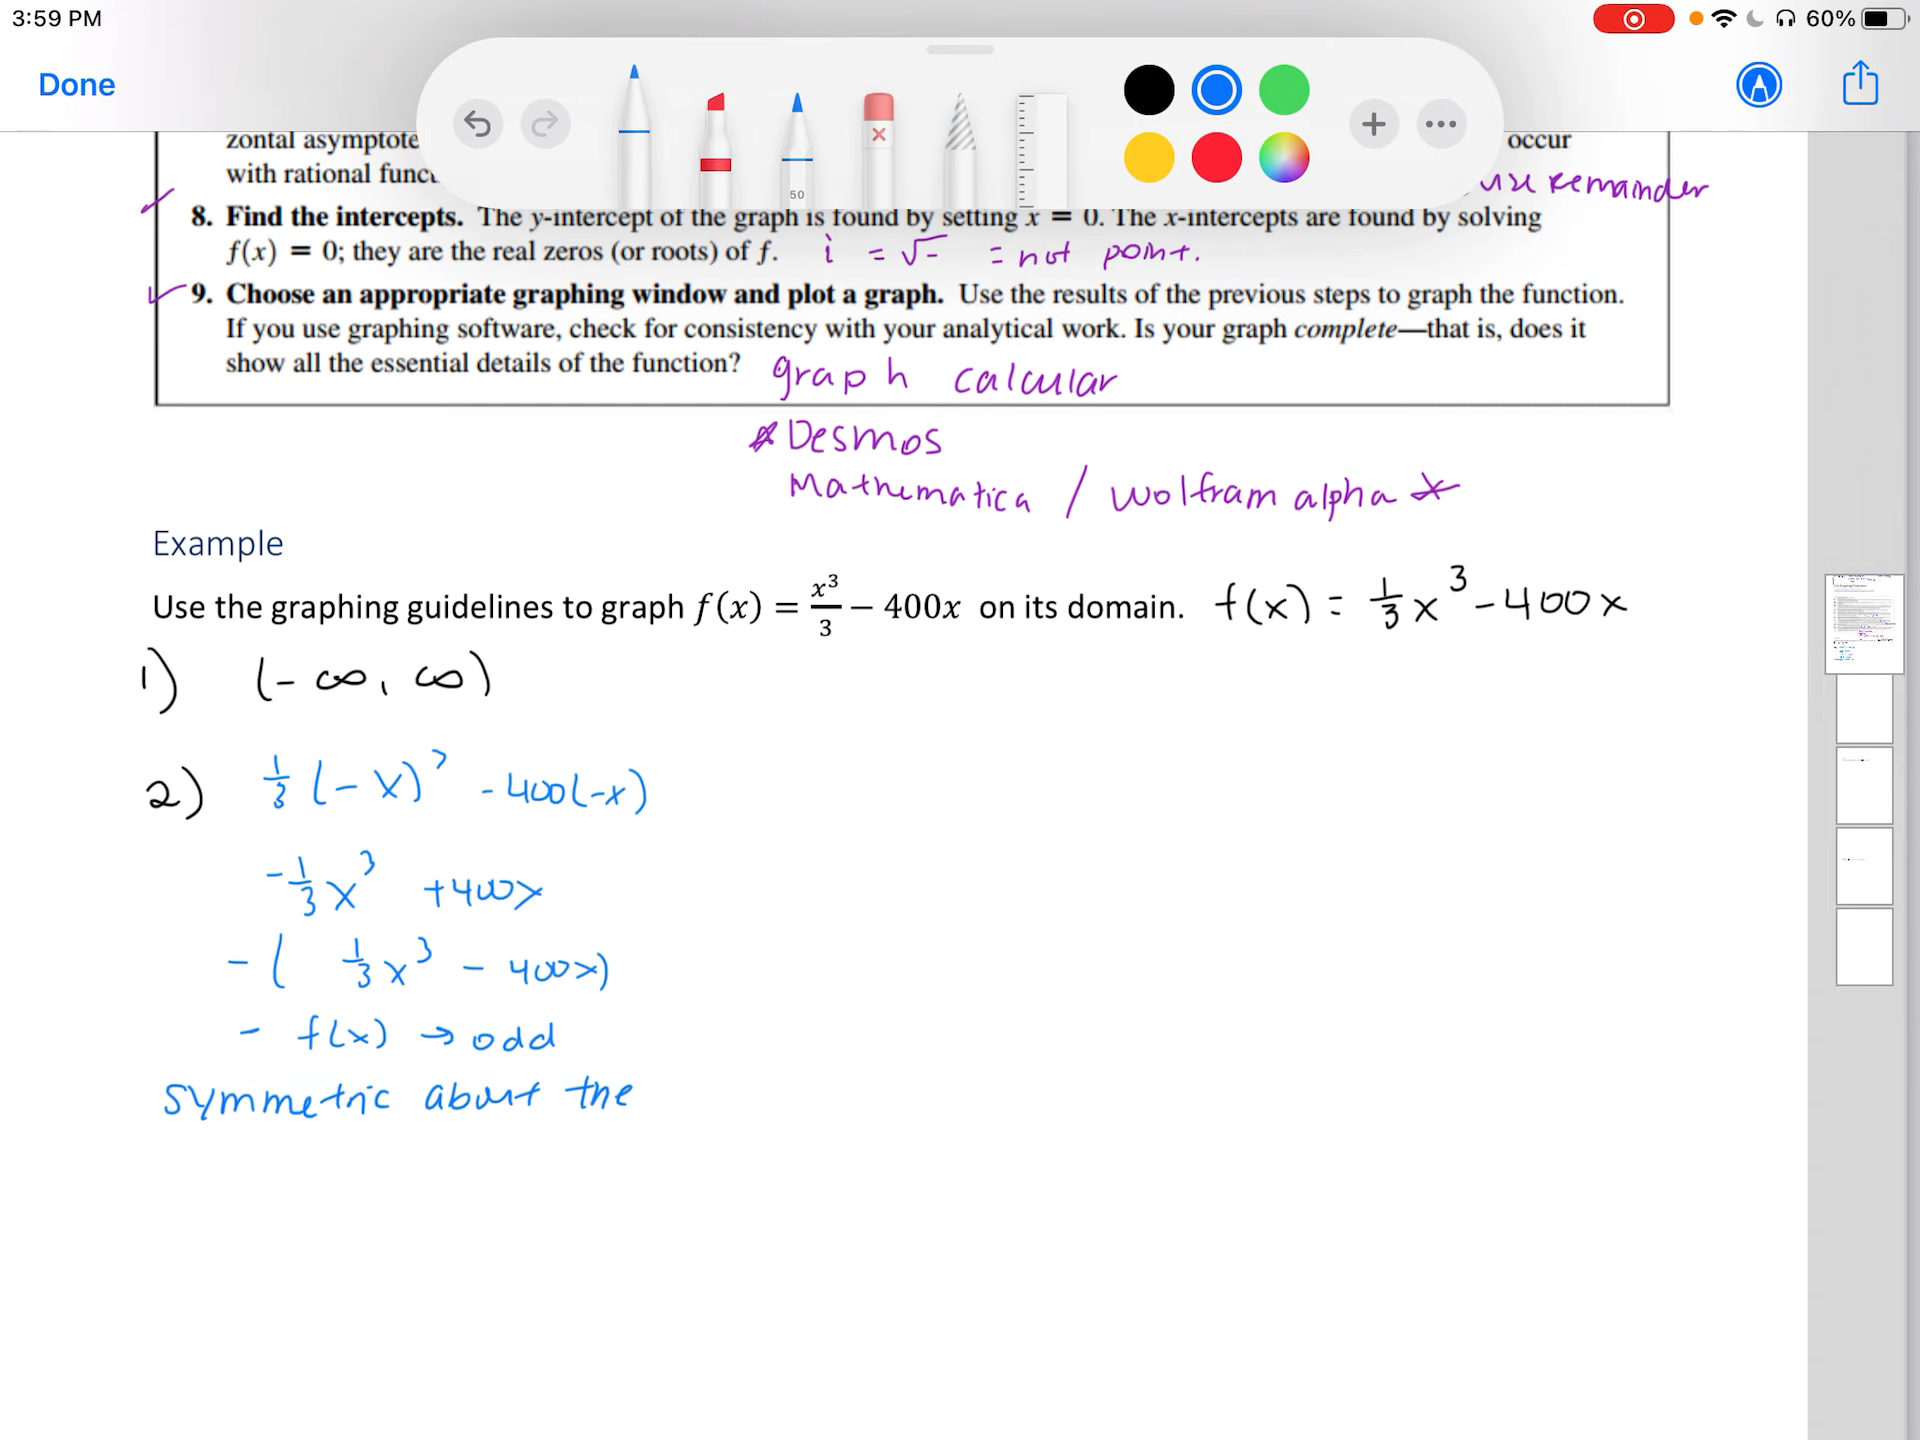 3:59 PM
60%
Done
50
zontal asymptote
occur
with rational func
use remainder
8. Find the intercepts. The y-intercept of the graph is found by setting x = 0. The x-intercepts are found by solving
f(x) = 0; they are the real zeros (or roots) of f. i = √- = not point.
9. Choose an appropriate graphing window and plot a graph. Use the results of the previous steps to graph the function.
If you use graphing software, check for consistency with your analytical work. Is your graph complete—that is, does it
show all the essential details of the function? graph calcular
* Desmos
Mathematica / wolfram alpha *
Example
Use the graphing guidelines to graph f(x) = x³/3 − 400x on its domain. f(x) = 1/3 x³ - 400x
1) (-∞, ∞)
2) 1/3 (-x)³ - 400(-x)
-1/3 x³ + 400x
- ( 1/3 x³ - 400x)
- f(x) → odd
symmetric about the